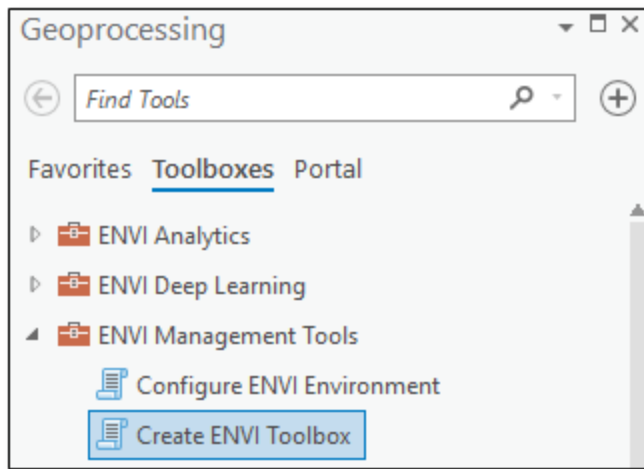 Geoprocessing
Find Tools
Favorites Toolboxes Portal
ENVI Analytics
ENVI Deep Learning
ENVI Management Tools
Configure ENVI Environment
Create ENVI Toolbox